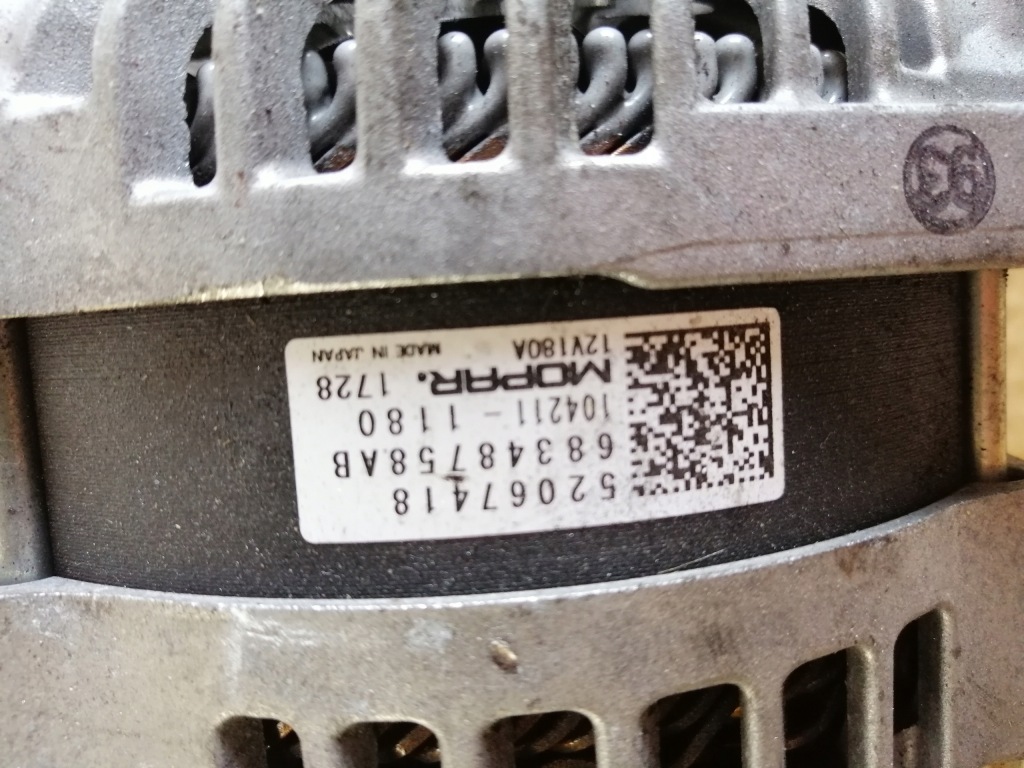 52067418
68348758AB
104211-1180
MOPAR. 1728
12V180A MADE IN JAPAN